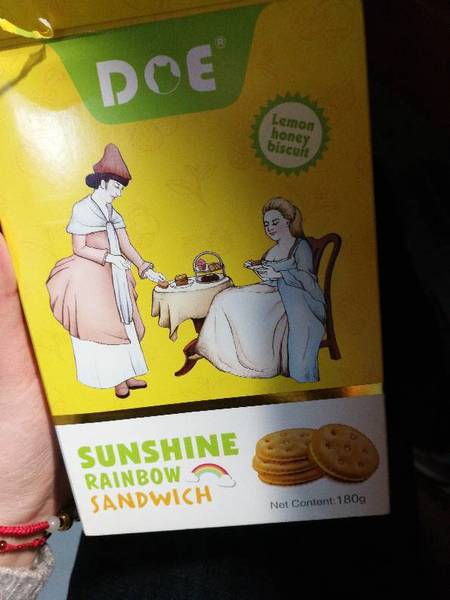 DOE®
Lemon
honey
biscuit
SUNSHINE
RAINBOW
SANDWICH
Net Content:180g